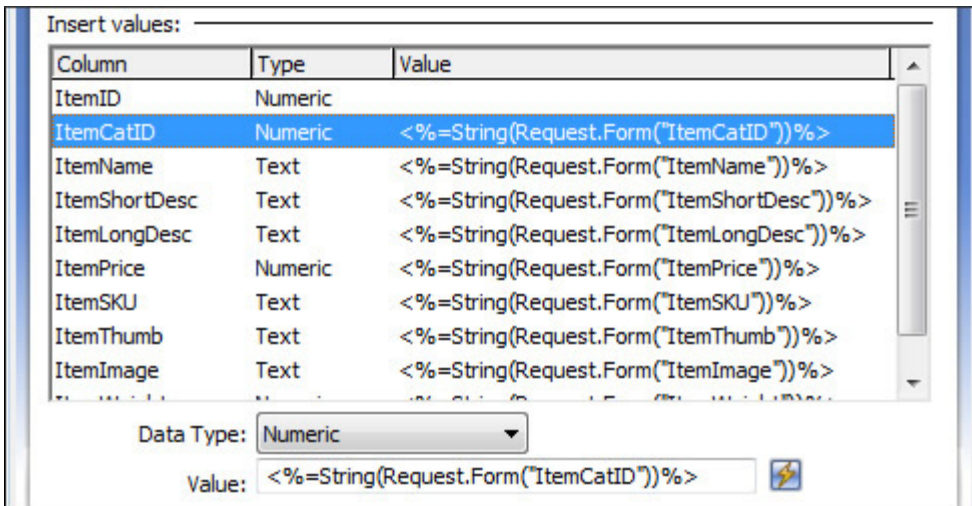 Insert values:
Column Type Value
ItemID Numeric
ItemCatID Numeric <%=String(Request.Form("ItemCatID"))%>
ItemName Text <%=String(Request.Form("ItemName"))%>
ItemShortDesc Text <%=String(Request.Form("ItemShortDesc"))%>
ItemLongDesc Text <%=String(Request.Form("ItemLongDesc"))%>
ItemPrice Numeric <%=String(Request.Form("ItemPrice"))%>
ItemSKU Text <%=String(Request.Form("ItemSKU"))%>
ItemThumb Text <%=String(Request.Form("ItemThumb"))%>
ItemImage Text <%=String(Request.Form("ItemImage"))%>
Data Type: Numeric
Value: <%=String(Request.Form("ItemCatID"))%>